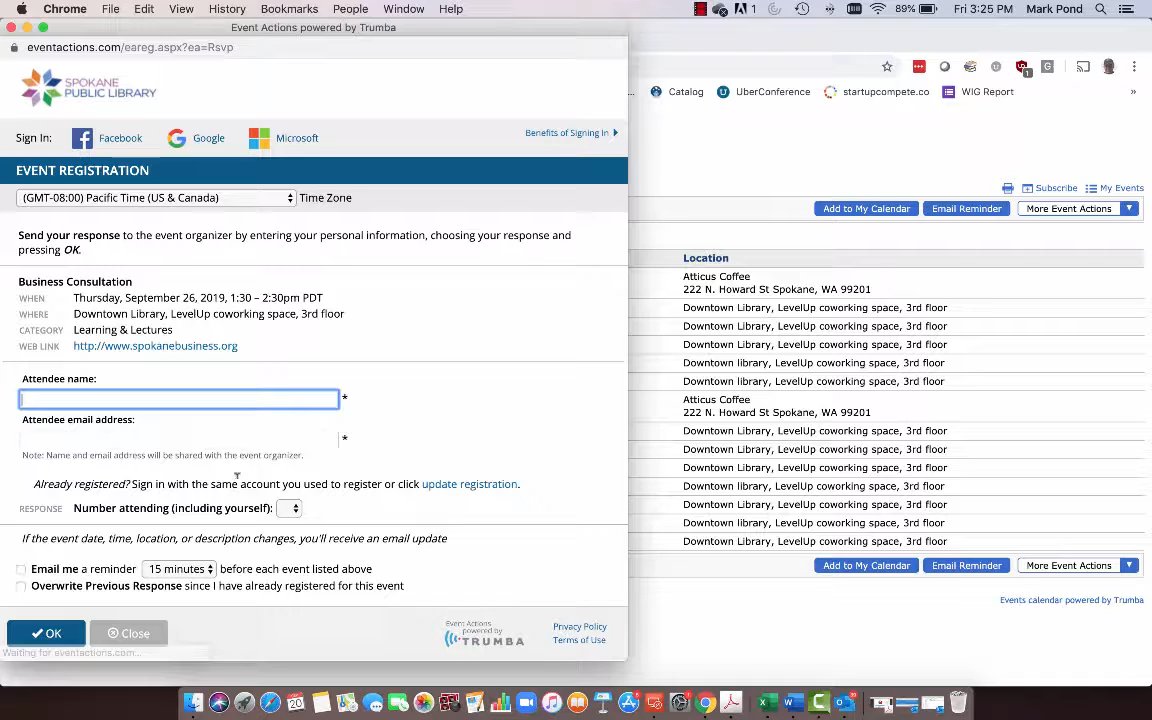 Chrome File Edit View History Bookmarks People Window Help 1 89% Fri 3:25 PM Mark Pond
Event Actions powered by Trumba
eventactions.com/eareg.aspx?ea=Rsvp
SPOKANE
PUBLIC LIBRARY
... Catalog UberConference startupcompete.co WIG Report »
Sign In: Facebook Google Microsoft Benefits of Signing In
EVENT REGISTRATION
(GMT-08:00) Pacific Time (US & Canada) Time Zone
Send your response to the event organizer by entering your personal information, choosing your response and
pressing OK.
Business Consultation
WHEN Thursday, September 26, 2019, 1:30 – 2:30pm PDT
WHERE Downtown Library, LevelUp coworking space, 3rd floor
CATEGORY Learning & Lectures
WEB LINK http://www.spokanebusiness.org
Attendee name:
*
Attendee email address:
*
Note: Name and email address will be shared with the event organizer.
Already registered? Sign in with the same account you used to register or click update registration.
RESPONSE Number attending (including yourself):
If the event date, time, location, or description changes, you'll receive an email update
Email me a reminder 15 minutes before each event listed above
Overwrite Previous Response since I have already registered for this event
OK Close
Event Actions
powered by
TRUMBA
Privacy Policy
Terms of Use
Waiting for eventactions.com...
Subscribe My Events
Add to My Calendar Email Reminder More Event Actions
Location
Atticus Coffee
222 N. Howard St Spokane, WA 99201
Downtown Library, LevelUp coworking space, 3rd floor
Downtown Library, LevelUp coworking space, 3rd floor
Downtown Library, LevelUp coworking space, 3rd floor
Downtown library, LevelUp coworking space, 3rd floor
Downtown Library, LevelUp coworking space, 3rd floor
Atticus Coffee
222 N. Howard St Spokane, WA 99201
Downtown Library, LevelUp coworking space, 3rd floor
Downtown Library, LevelUp coworking space, 3rd floor
Downtown Library, LevelUp coworking space, 3rd floor
Downtown Library, LevelUp coworking space, 3rd floor
Downtown Library, LevelUp coworking space, 3rd floor
Downtown library, LevelUp coworking space, 3rd floor
Downtown Library, LevelUp coworking space, 3rd floor
Add to My Calendar Email Reminder More Event Actions
Events calendar powered by Trumba